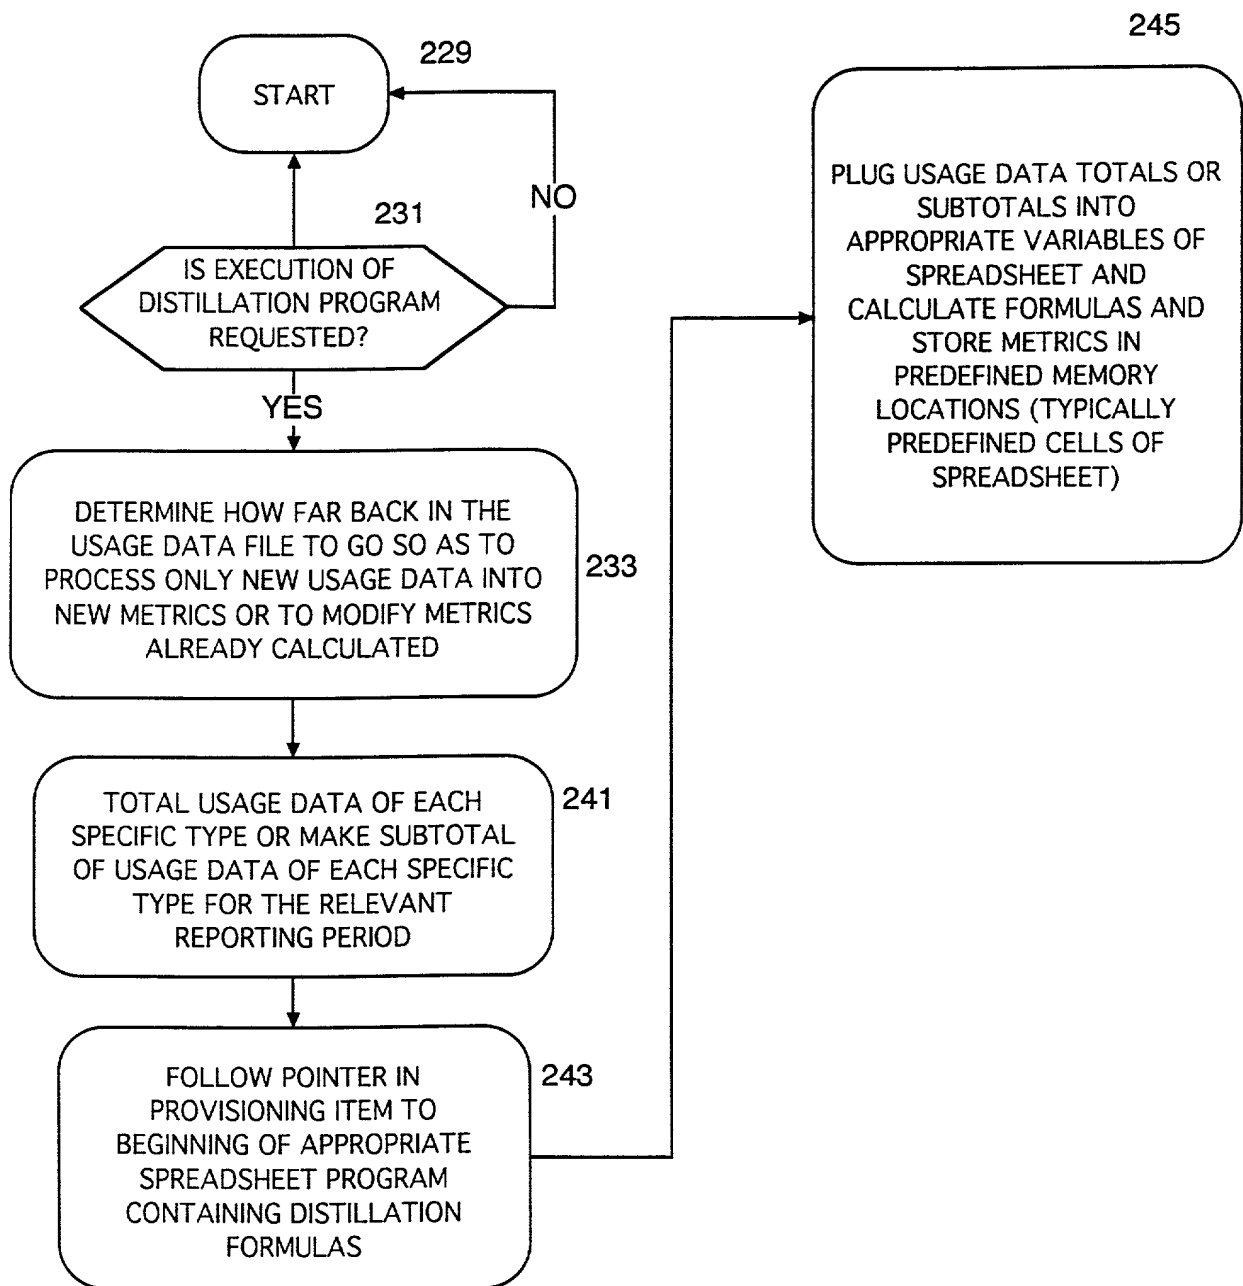 229
START
NO
231
IS EXECUTION OF
DISTILLATION PROGRAM
REQUESTED?
YES
DETERMINE HOW FAR BACK IN THE
USAGE DATA FILE TO GO SO AS TO
PROCESS ONLY NEW USAGE DATA INTO
NEW METRICS OR TO MODIFY METRICS
ALREADY CALCULATED
233
TOTAL USAGE DATA OF EACH
SPECIFIC TYPE OR MAKE SUBTOTAL
OF USAGE DATA OF EACH SPECIFIC
TYPE FOR THE RELEVANT
REPORTING PERIOD
241
FOLLOW POINTER IN
PROVISIONING ITEM TO
BEGINNING OF APPROPRIATE
SPREADSHEET PROGRAM
CONTAINING DISTILLATION
FORMULAS
243
245
PLUG USAGE DATA TOTALS OR
SUBTOTALS INTO
APPROPRIATE VARIABLES OF
SPREADSHEET AND
CALCULATE FORMULAS AND
STORE METRICS IN
PREDEFINED MEMORY
LOCATIONS (TYPICALLY
PREDEFINED CELLS OF
SPREADSHEET)